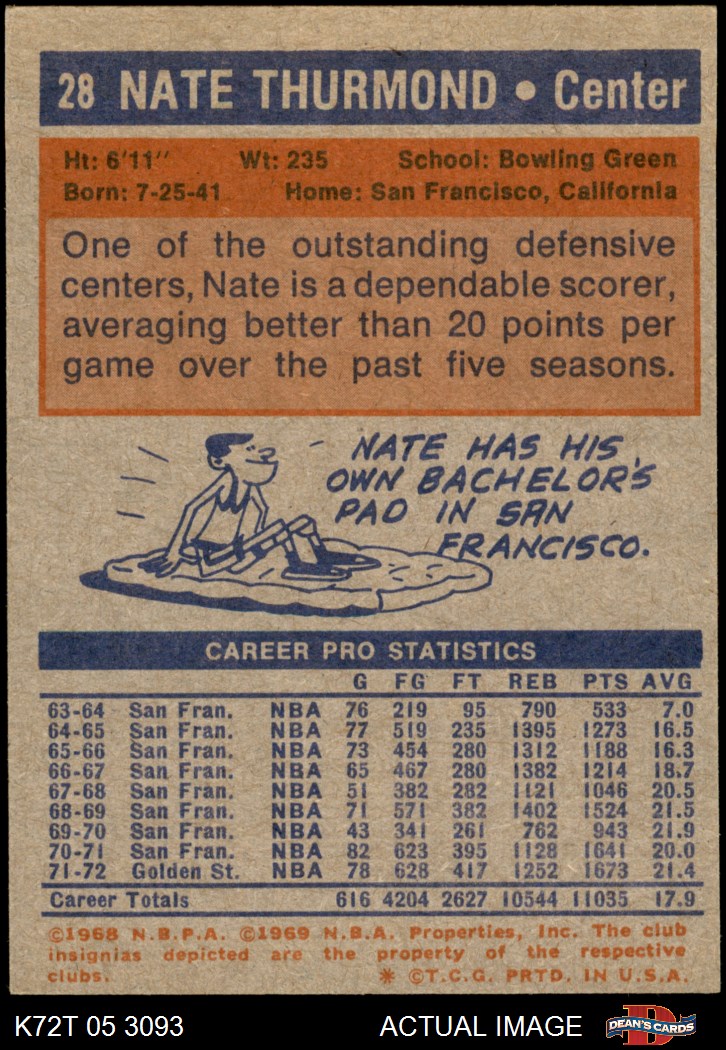 28 NATE THURMOND • Center
Ht: 6'11" Wt: 235 School: Bowling Green
Born: 7-25-41 Home: San Francisco, California
One of the outstanding defensive
centers, Nate is a dependable scorer,
averaging better than 20 points per
game over the past five seasons.
NATE HAS HIS
OWN BACHELOR'S
PAD IN SAN
FRANCISCO.
CAREER PRO STATISTICS
G FG FT REB PTS AVG
63-64 San Fran. NBA 76 219 95 790 533 7.0
64-65 San Fran. NBA 77 519 235 1395 1273 16.5
65-66 San Fran. NBA 73 454 280 1312 1188 16.3
66-67 San Fran. NBA 65 467 280 1382 1214 18.7
67-68 San Fran. NBA 51 382 282 1121 1046 20.5
68-69 San Fran. NBA 71 571 382 1402 1524 21.5
69-70 San Fran. NBA 43 341 261 762 943 21.9
70-71 San Fran. NBA 82 623 395 1128 1641 20.0
71-72 Golden St. NBA 78 628 417 1252 1673 21.4
Career Totals 616 4204 2627 10544 11035 17.9
©1968 N.B.P.A. ©1969 N.B.A. Properties, Inc. The club
insignias depicted are the property of the respective
clubs. * ©T.C.G. PRTD. IN U.S.A.
K72T 05 3093 ACTUAL IMAGE DEAN'S CARDS